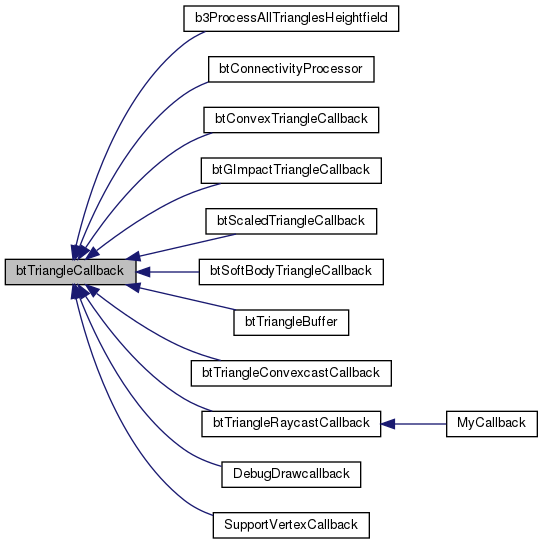 b3ProcessAllTrianglesHeightfield
btConnectivityProcessor
btConvexTriangleCallback
btGImpactTriangleCallback
btScaledTriangleCallback
btTriangleCallback
btSoftBodyTriangleCallback
btTriangleBuffer
btTriangleConvexcastCallback
btTriangleRaycastCallback
MyCallback
DebugDrawcallback
SupportVertexCallback